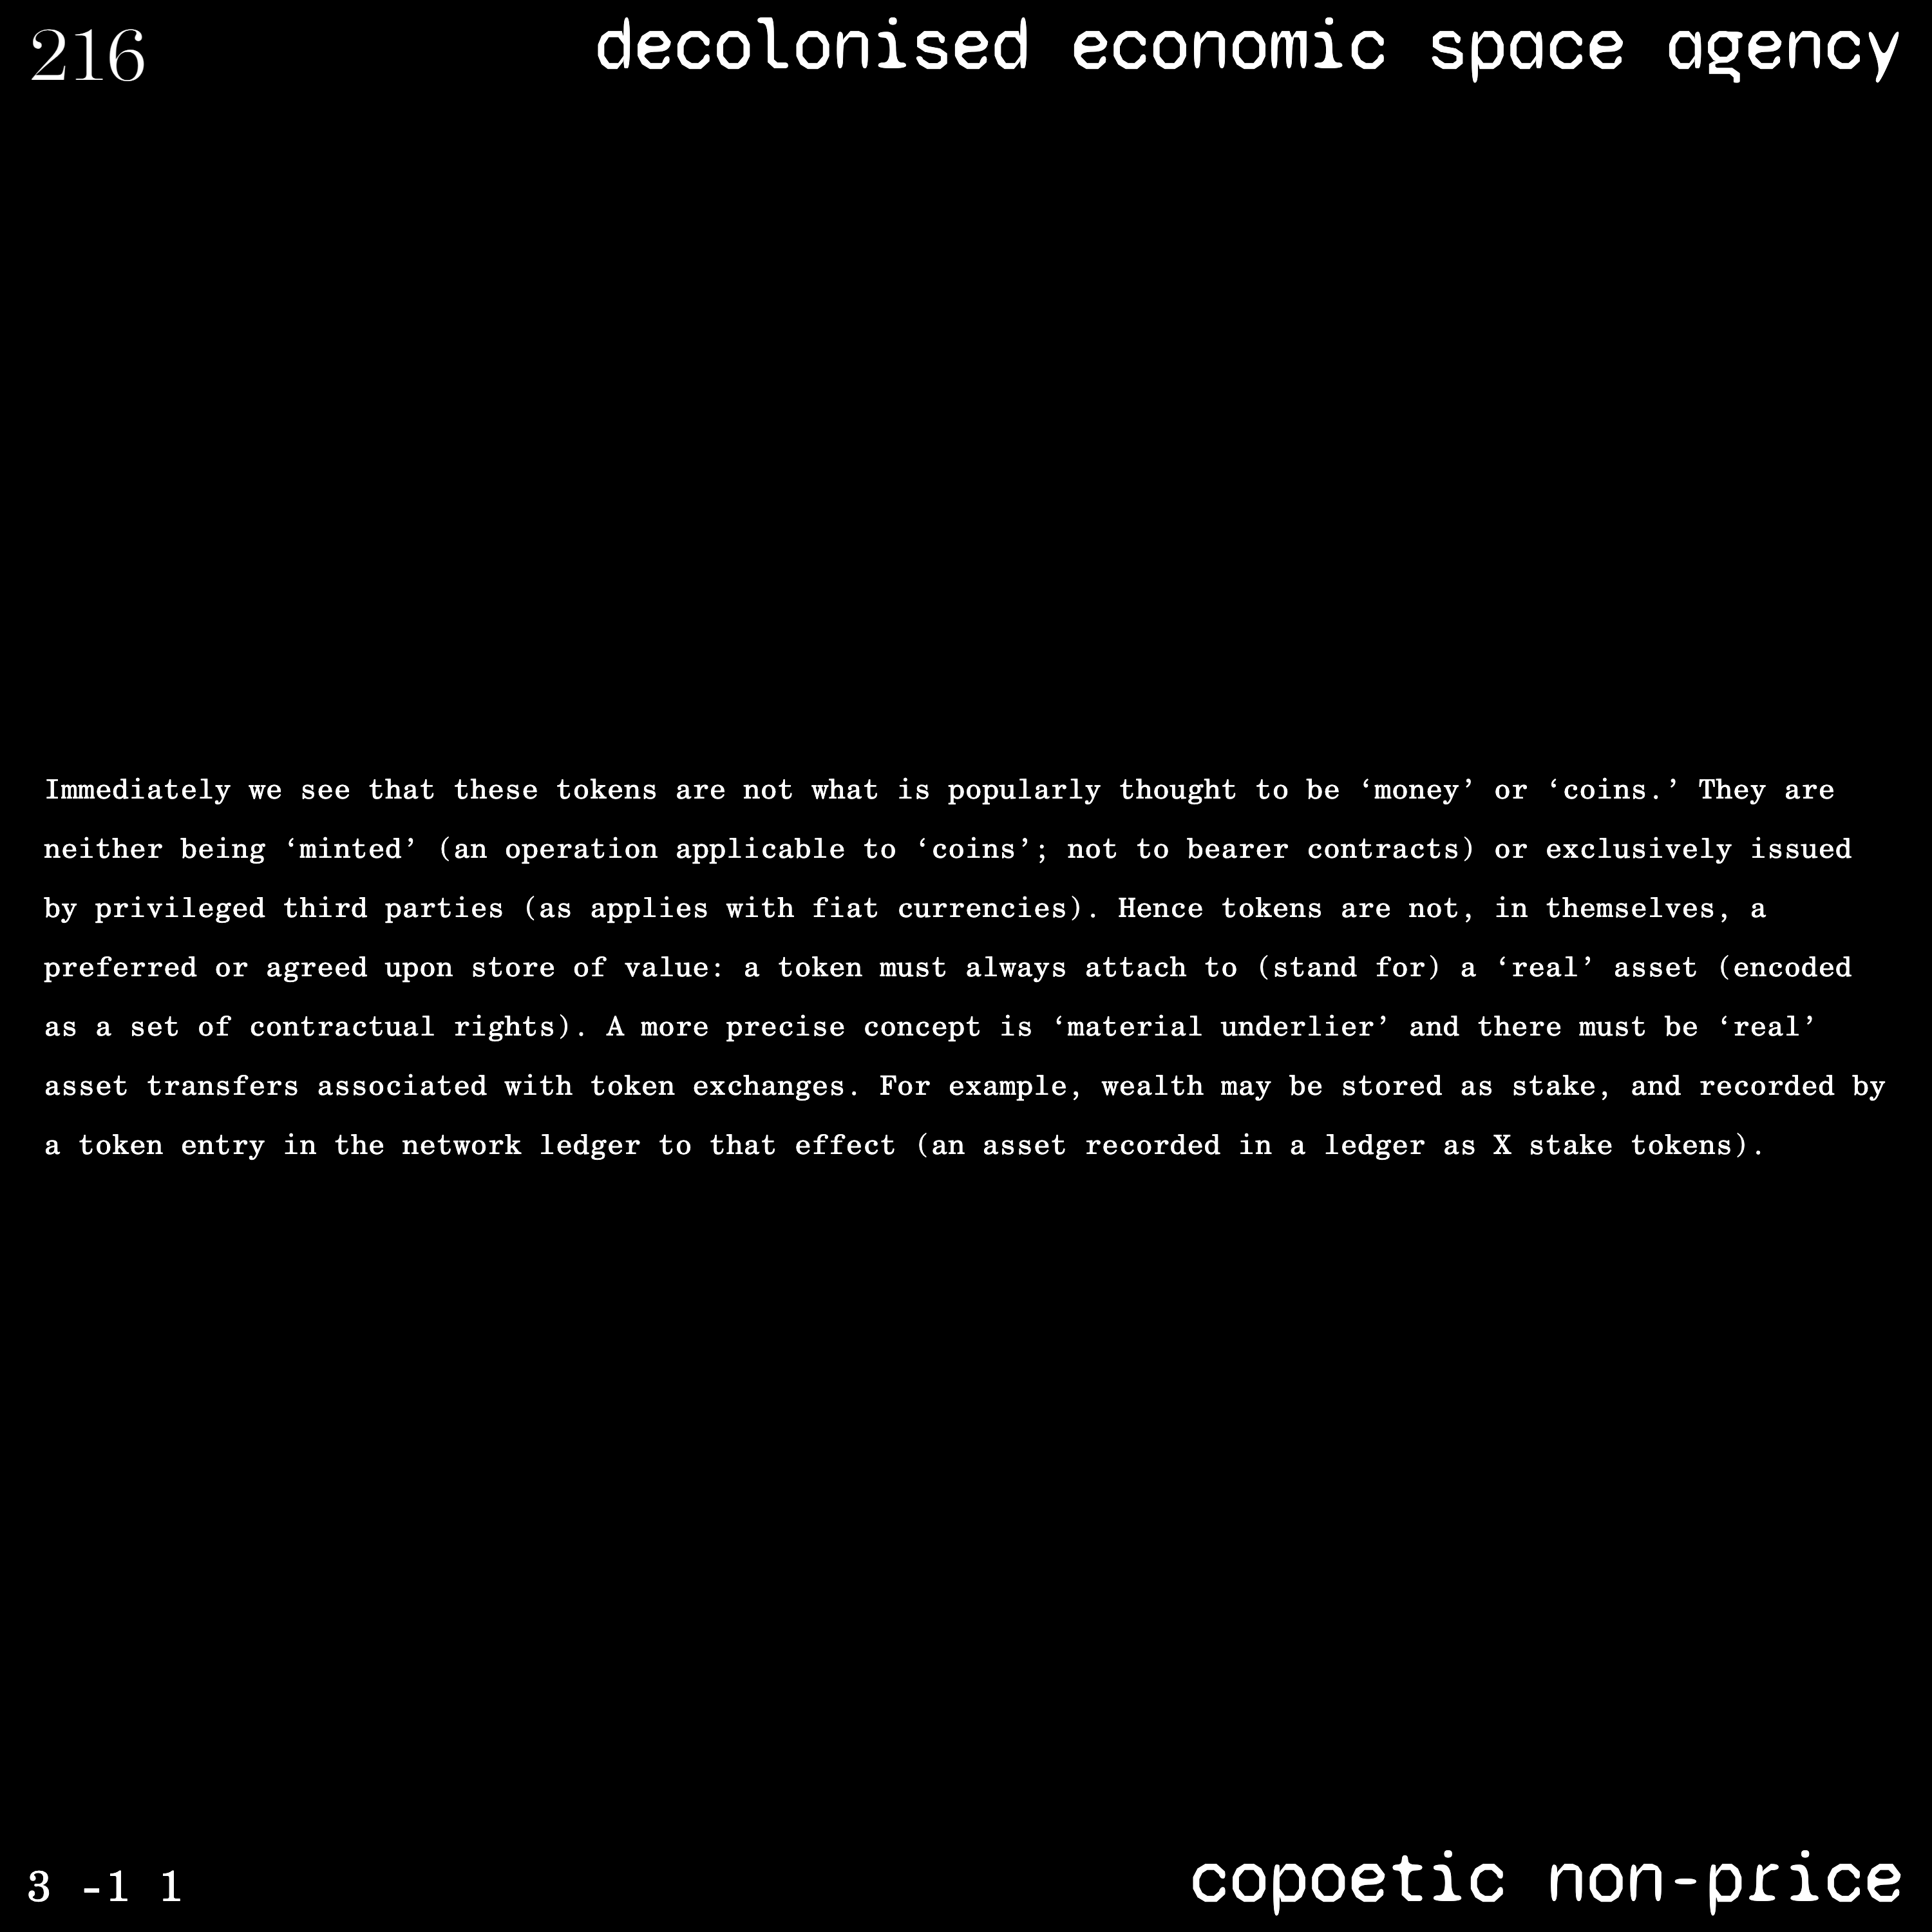 216
decolonised economic space agency
Immediately we see that these tokens are not what is popularly thought to be ‘money’ or ‘coins.’ They are
neither being ‘minted’ (an operation applicable to ‘coins’; not to bearer contracts) or exclusively issued
by privileged third parties (as applies with fiat currencies). Hence tokens are not, in themselves, a
preferred or agreed upon store of value: a token must always attach to (stand for) a ‘real’ asset (encoded
as a set of contractual rights). A more precise concept is ‘material underlier’ and there must be ‘real’
asset transfers associated with token exchanges. For example, wealth may be stored as stake, and recorded by
a token entry in the network ledger to that effect (an asset recorded in a ledger as X stake tokens).
3 -1 1
copoetic non-price